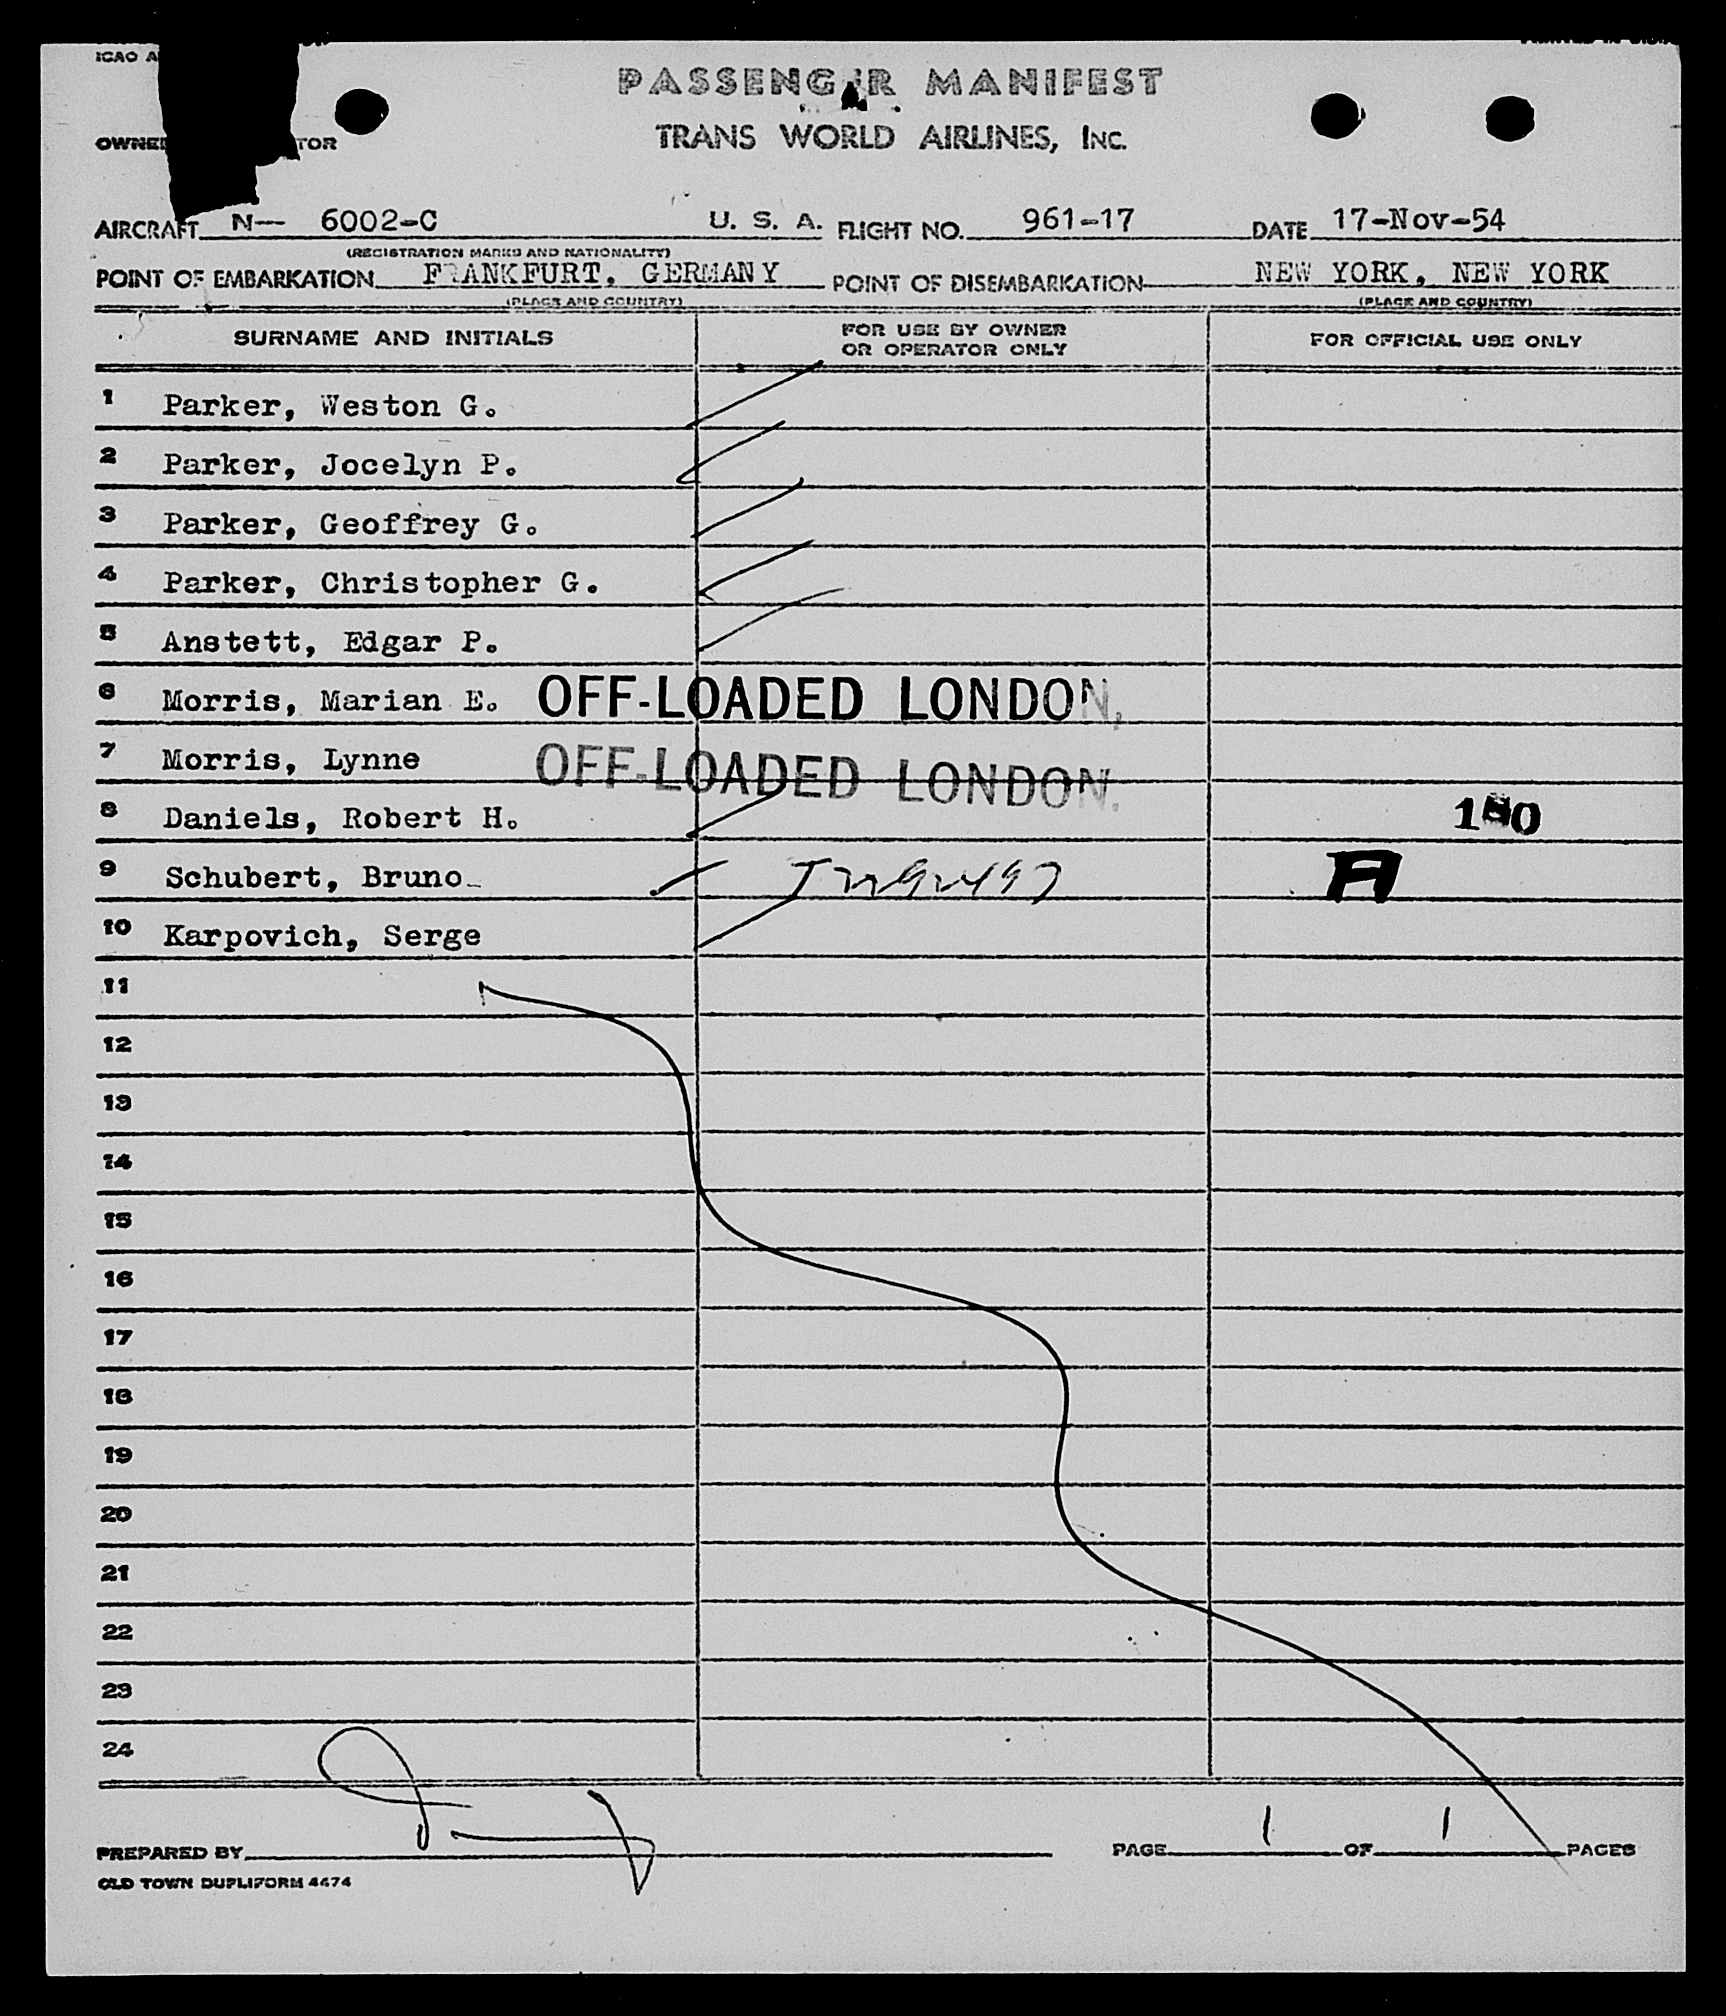 ICAO A
PASSENGER MANIFEST
TRANS WORLD AIRLINES, INC.
AIRCRAFT N— 6002-C U. S. A. FLIGHT NO. 961-17 DATE 17-Nov-54
(REGISTRATION MARKS AND NATIONALITY)
POINT OF EMBARKATION FRANKFURT, GERMANY POINT OF DISEMBARKATION NEW YORK, NEW YORK
(PLACE AND COUNTRY) (PLACE AND COUNTRY)
SURNAME AND INITIALS FOR USE BY OWNER OR OPERATOR ONLY FOR OFFICIAL USE ONLY
1 Parker, Weston G.
2 Parker, Jocelyn P.
3 Parker, Geoffrey G.
4 Parker, Christopher G.
5 Anstett, Edgar P.
6 Morris, Marian E. OFF-LOADED LONDON,
7 Morris, Lynne OFF-LOADED LONDON.
8 Daniels, Robert H.
9 Schubert, Bruno A
10 Karpovich, Serge
11
12
13
14
15
16
17
18
19
20
21
22
23
24
PREPARED BY PAGE 1 OF 1 PAGES
OLD TOWN DUPLIFORM 4474